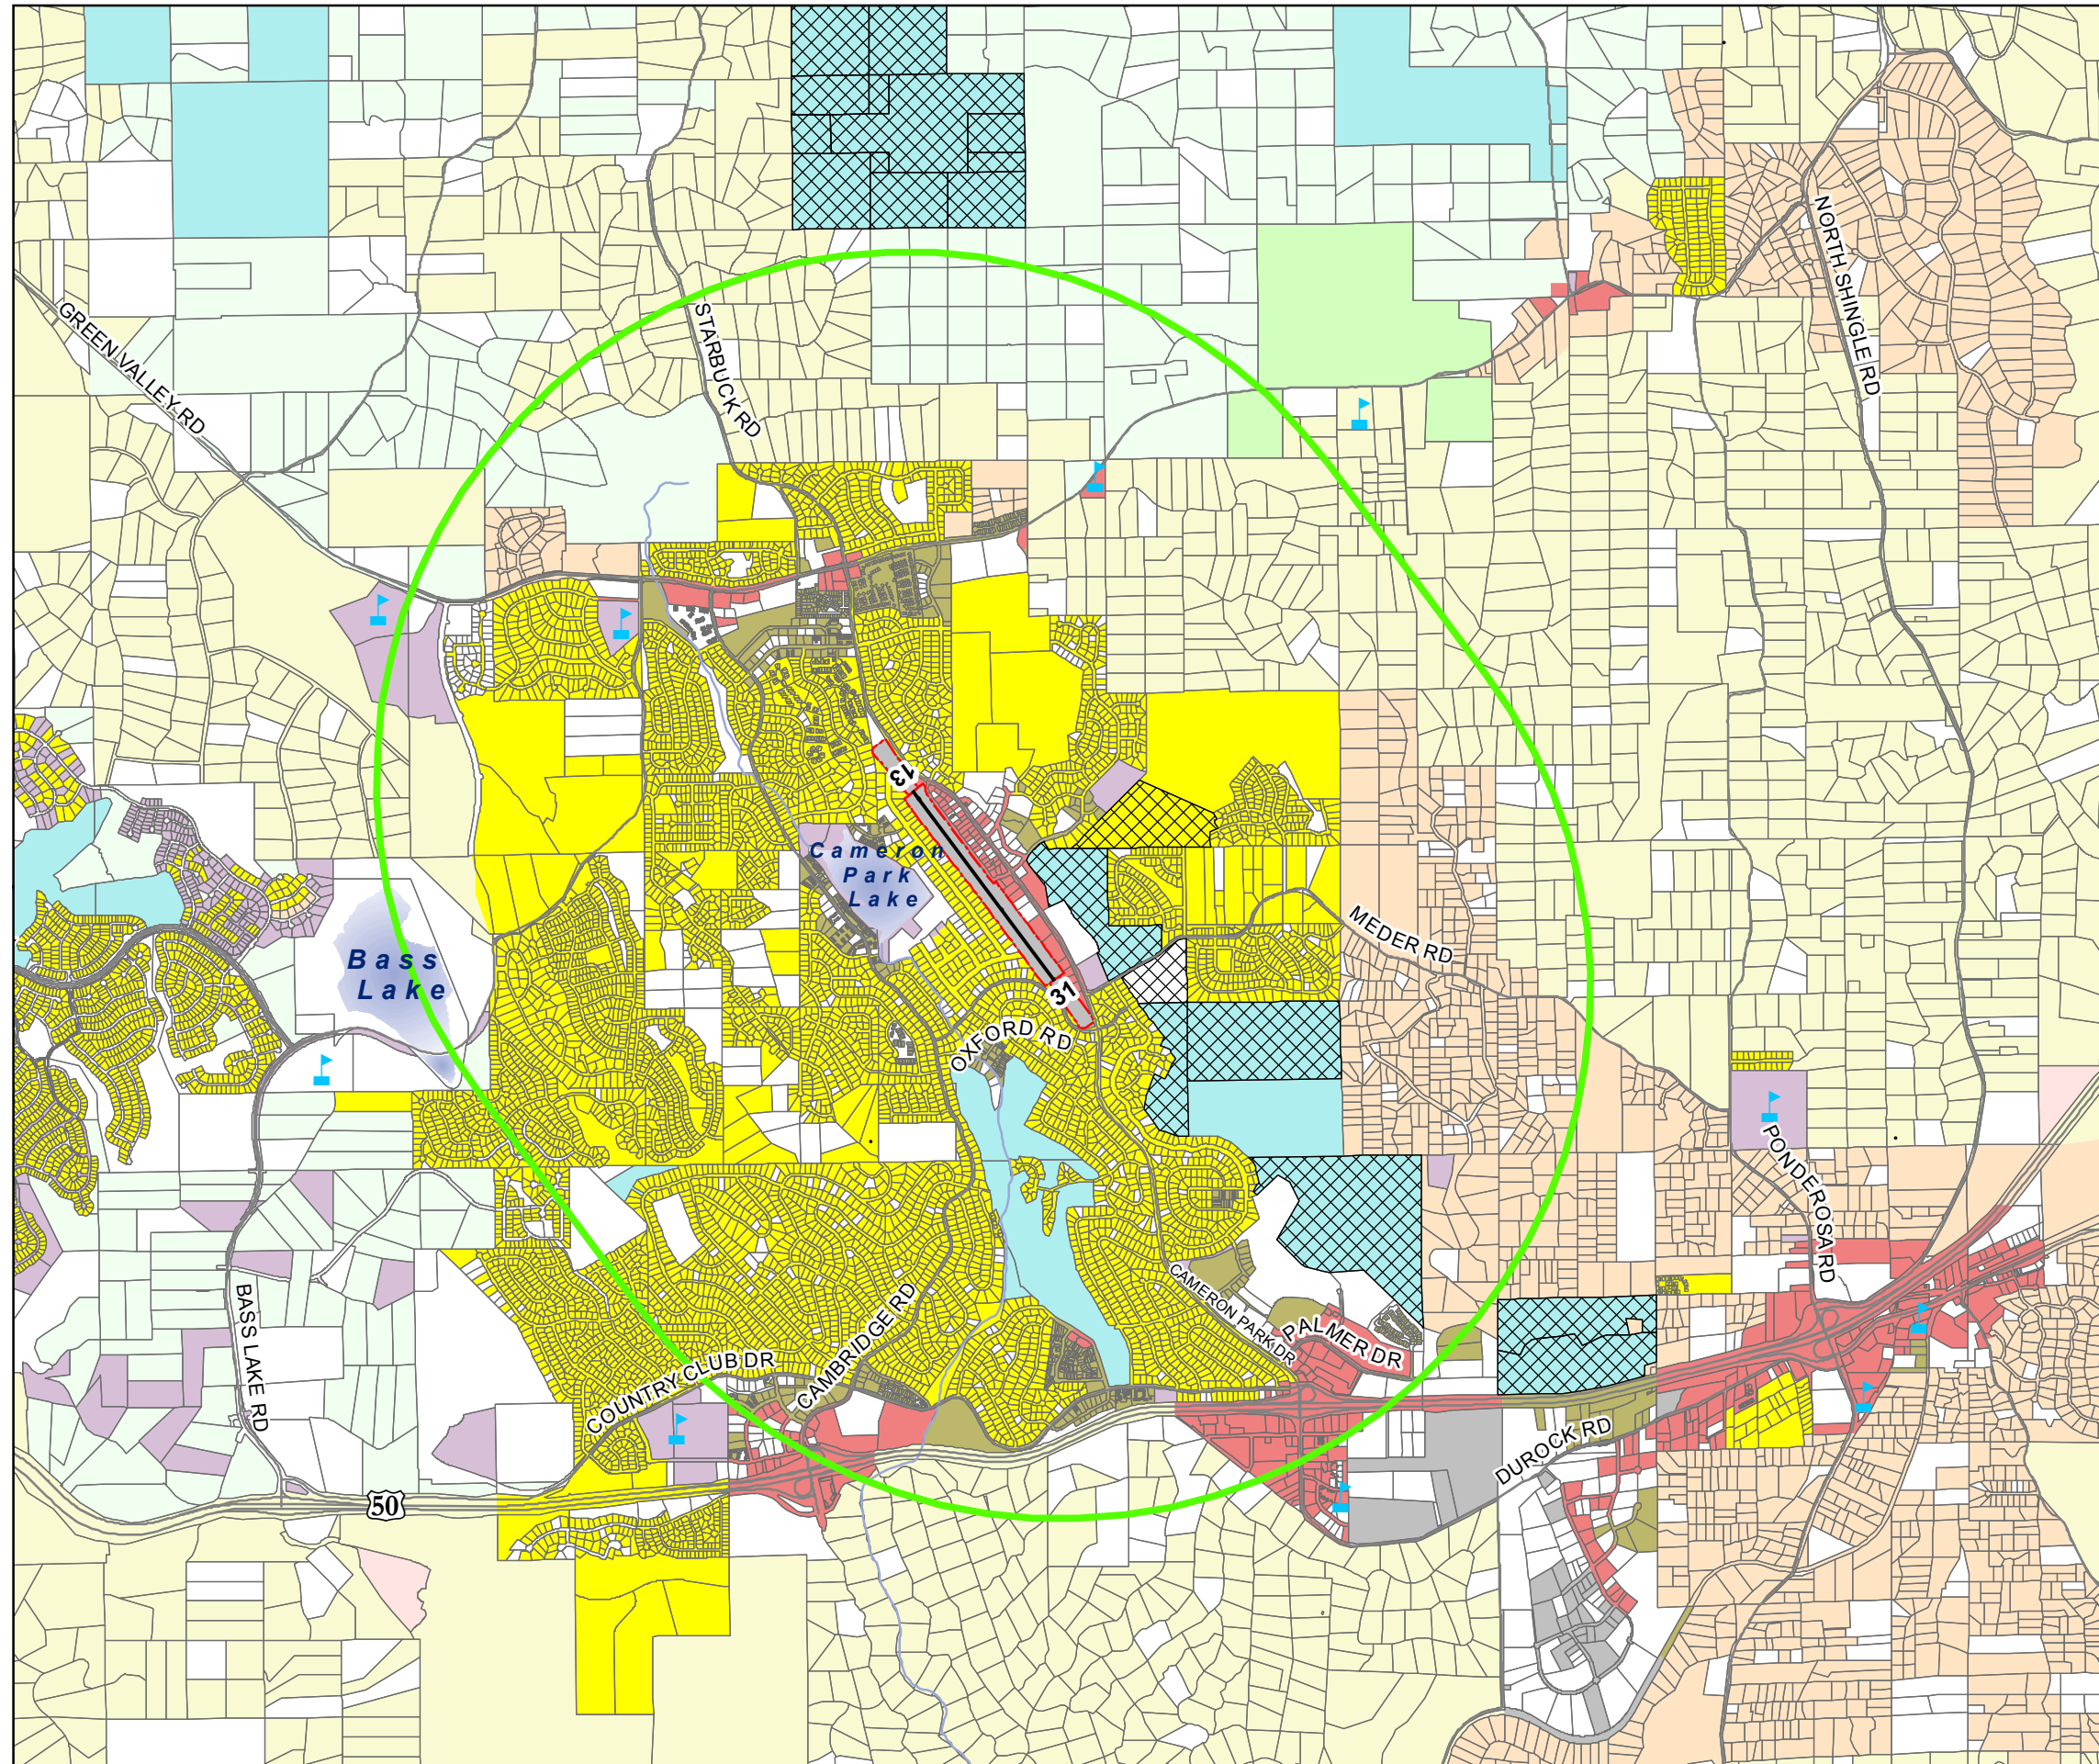 NORTH SHINGLE RD
GREEN VALLEY RD
STARBUCK RD
13
Cameron
Park
Lake
MEDER RD
Bass
Lake
31
OXFORD RD
PONDEROSA RD
CAMERON PARK DR
PALMER DR
BASS LAKE RD
CAMBRIDGE RD
COUNTRY CLUB DR
DUROCK RD
50